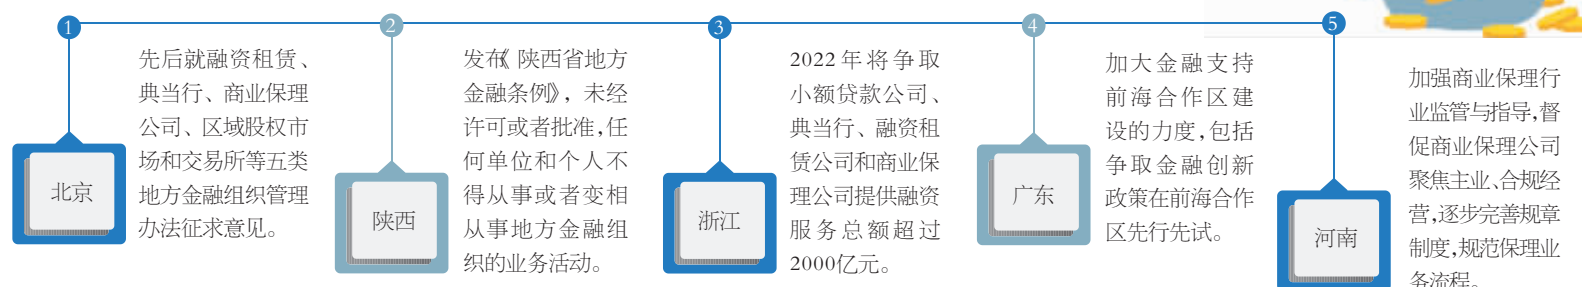 1
北京
先后就融资租赁、
典当行、商业保理
公司、区域股权市
场和交易所等五类
地方金融组织管理
办法征求意见。
2
陕西
发布《陕西省地方
金融条例》，未经
许可或者批准,任
何单位和个人不
得从事或者变相
从事地方金融组
织的业务活动。
3
浙江
2022年将争取
小额贷款公司、
典当行、融资租
赁公司和商业保
理公司提供融资
服务总额超过
2000亿元。
4
广东
加大金融支持
前海合作区建
设的力度,包括
争取金融创新
政策在前海合作
区先行先试。
5
河南
加强商业保理行
业监管与指导,督
促商业保理公司
聚焦主业、合规经
营,逐步完善规章
制度,规范保理业
务流程。